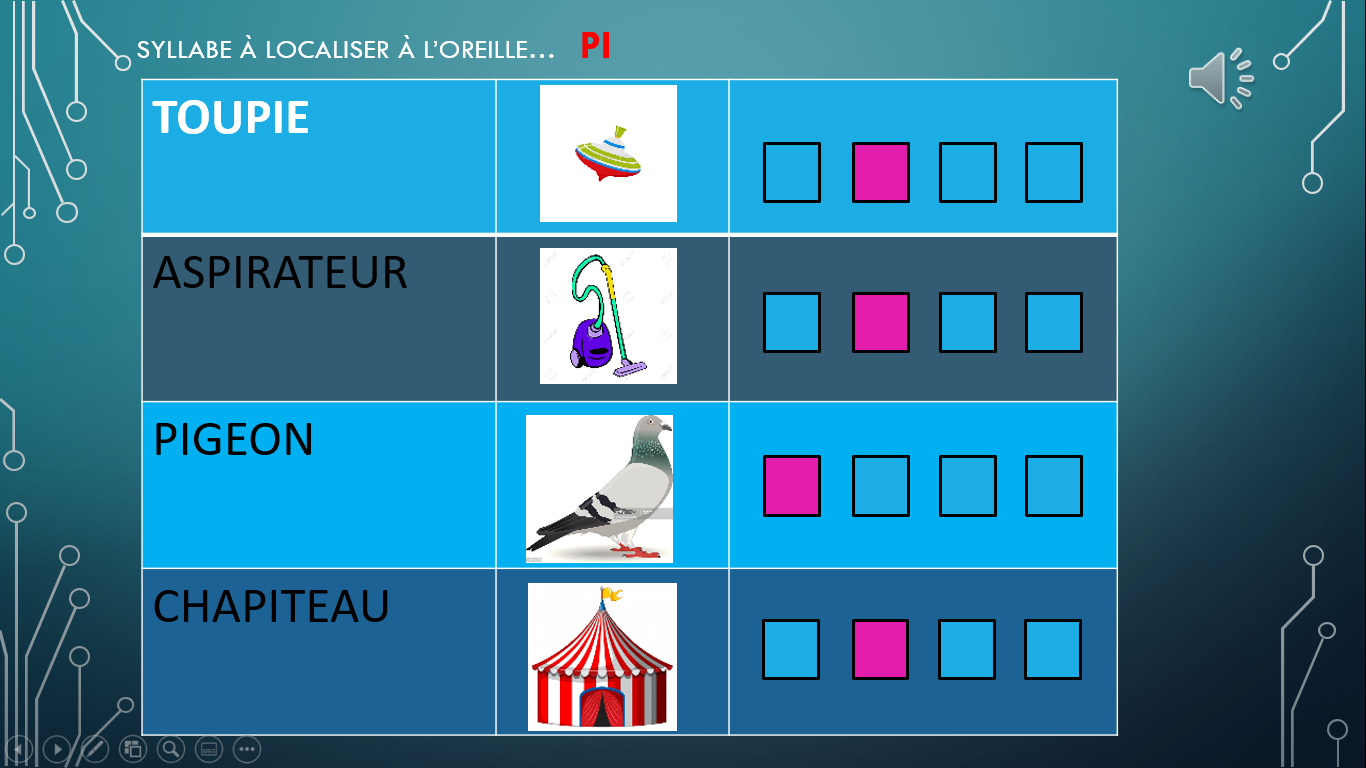 SYLLABE À LOCALISER À L'OREILLE... PI
TOUPIE
ASPIRATEUR
PIGEON
CHAPITEAU